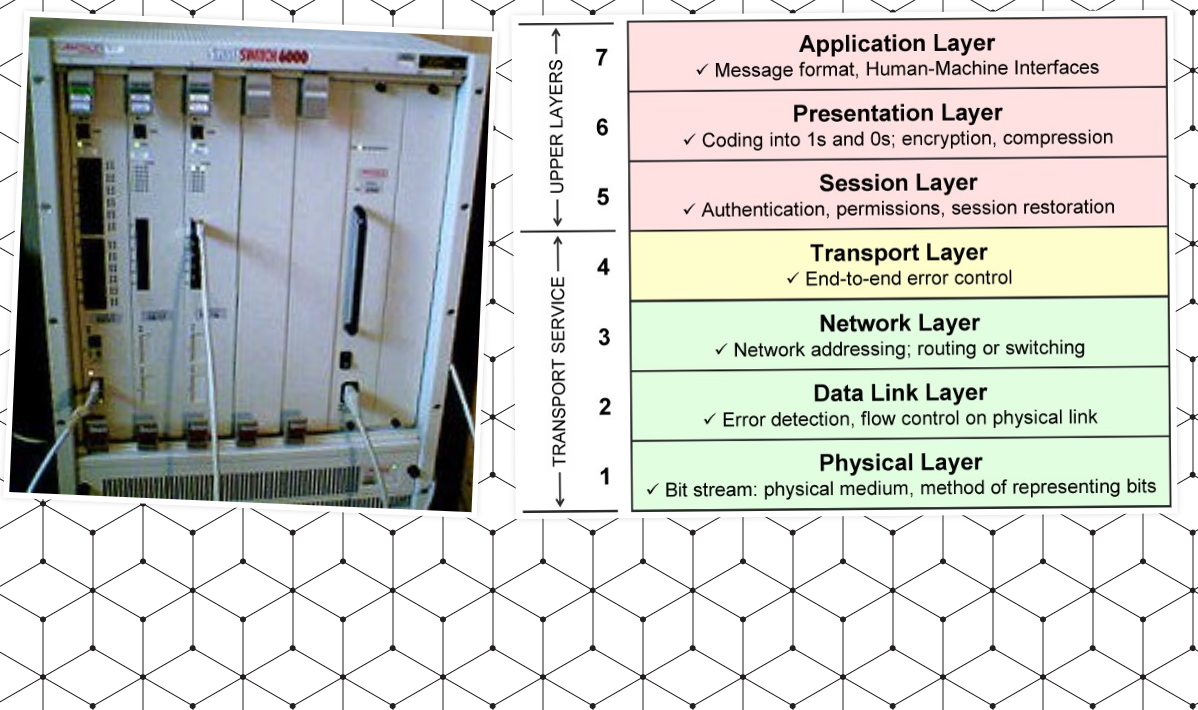 SWITCH 6000
7
Application Layer
✓ Message format, Human-Machine Interfaces
6
Presentation Layer
✓ Coding into 1s and 0s; encryption, compression
5
Session Layer
✓ Authentication, permissions, session restoration
4
Transport Layer
✓ End-to-end error control
3
Network Layer
✓ Network addressing; routing or switching
2
Data Link Layer
✓ Error detection, flow control on physical link
1
Physical Layer
✓ Bit stream: physical medium, method of representing bits
UPPER LAYERS
TRANSPORT SERVICE